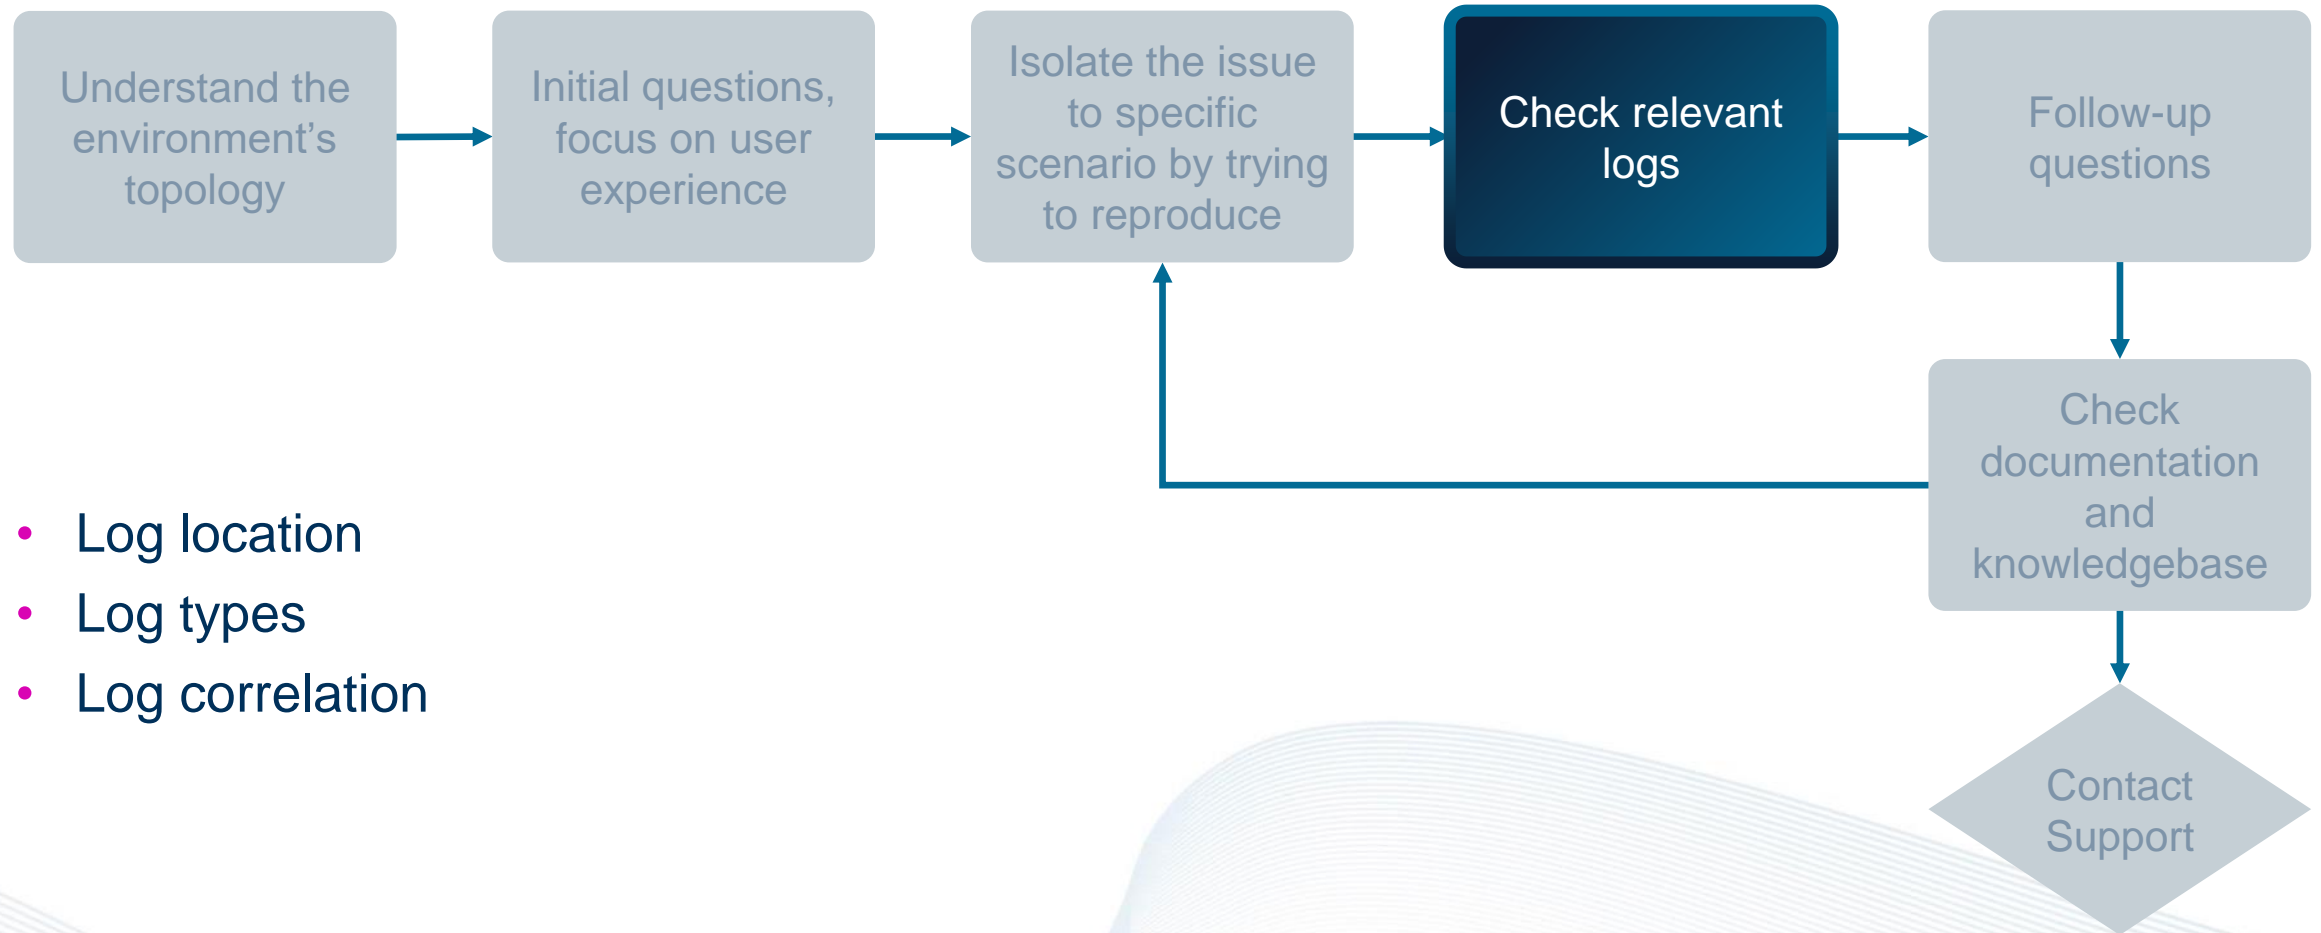 Understand the
environment’s
topology
Initial questions,
focus on user
experience
Isolate the issue
to specific
scenario by trying
to reproduce
Check relevant
logs
Follow-up
questions
Check
documentation
and
knowledgebase
Contact
Support
• Log location
• Log types
• Log correlation